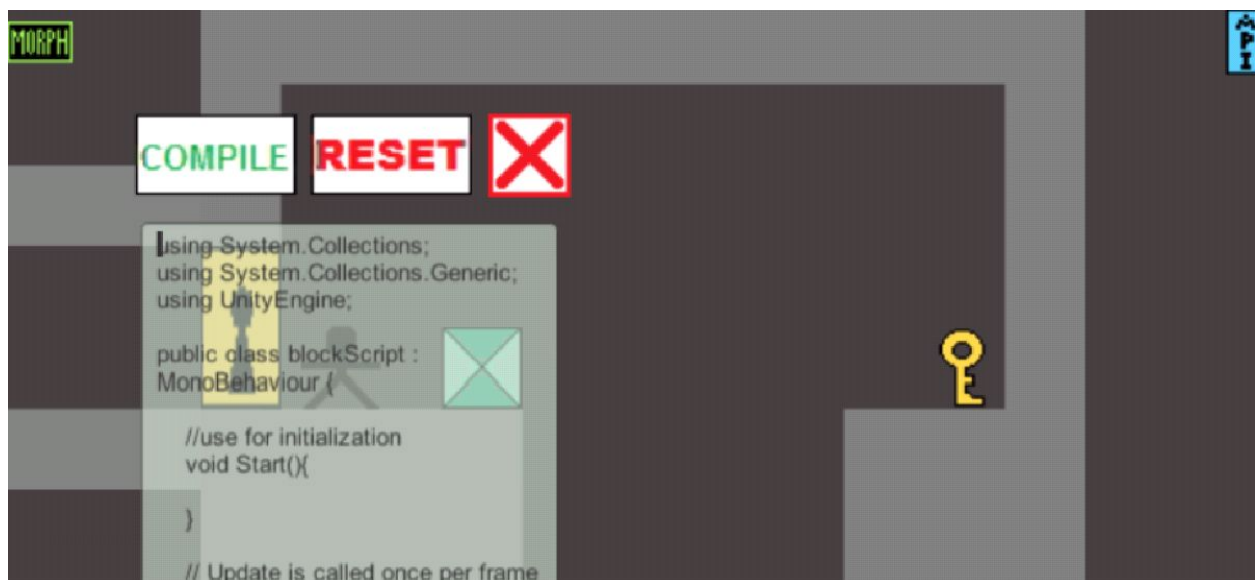 MORPH
API
COMPILE RESET X
using System.Collections;
using System.Collections.Generic;
using UnityEngine;
public class blockScript :
MonoBehaviour {
//use for initialization
void Start(){
}
// Update is called once per frame